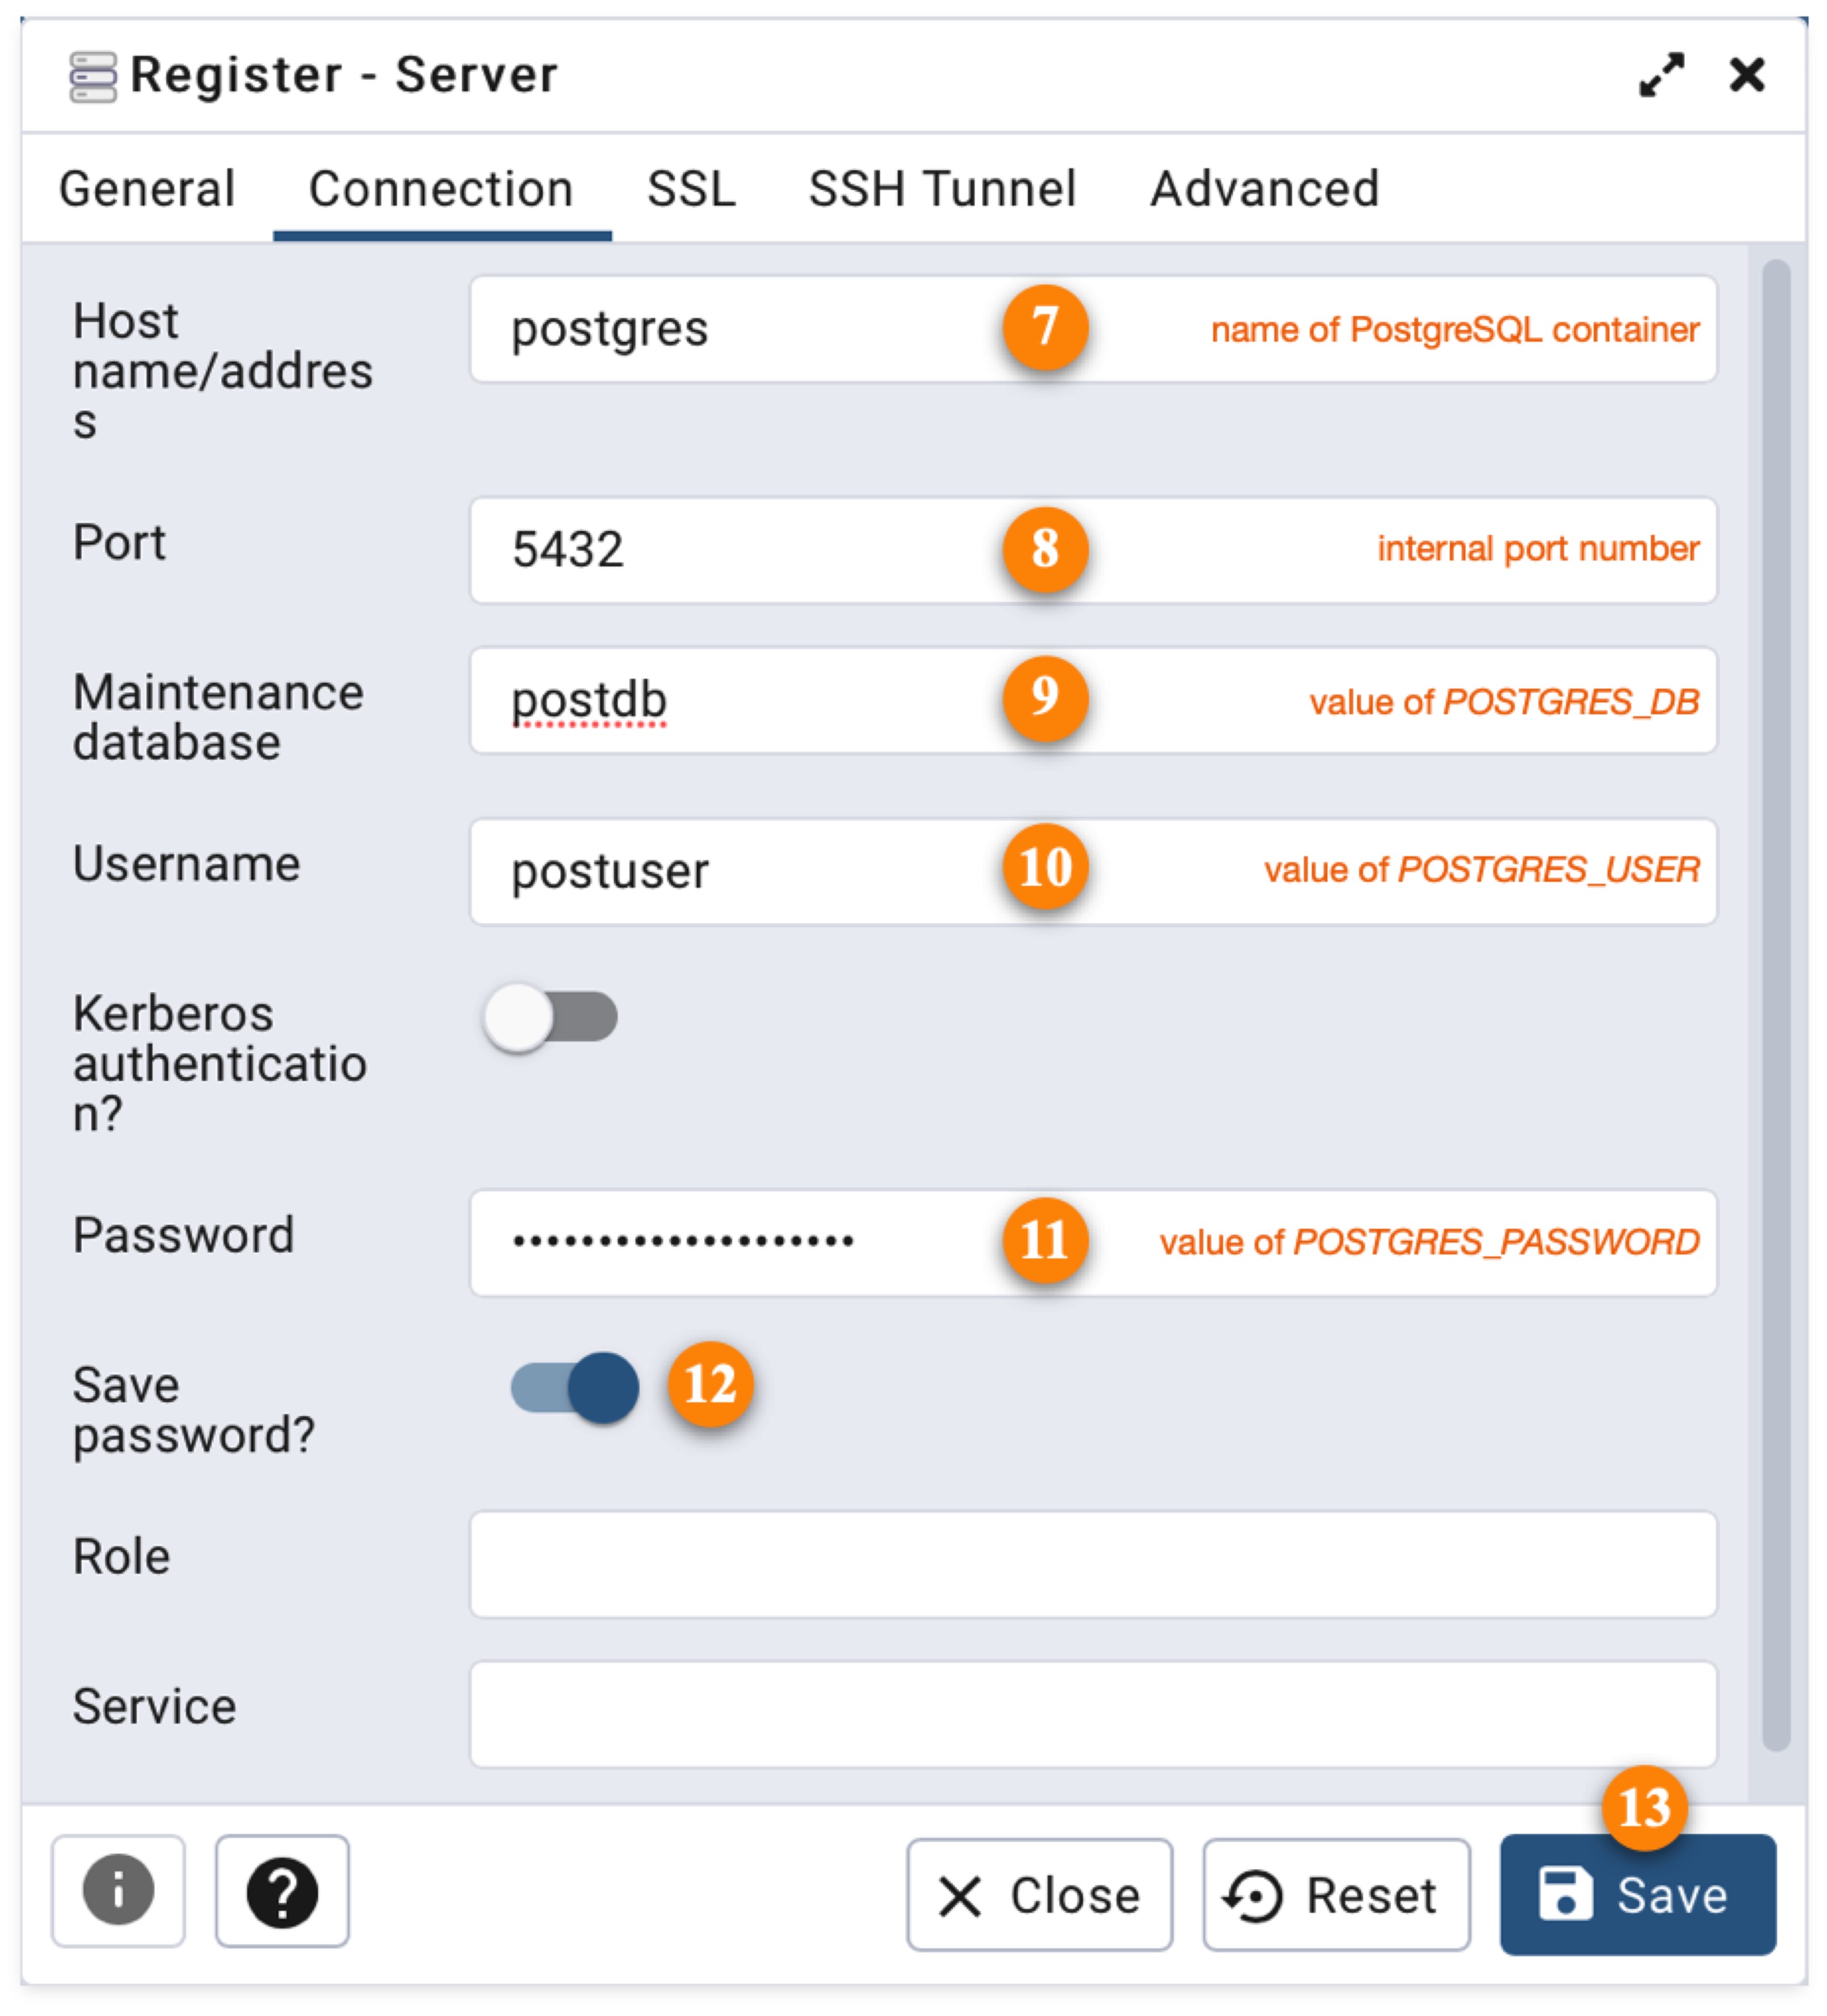 Register - Server
General Connection SSL SSH Tunnel Advanced
Host
name/addres
s
postgres 7 name of PostgreSQL container
Port 5432 8 internal port number
Maintenance
database
postdb 9 value of POSTGRES_DB
Username postuser 10 value of POSTGRES_USER
Kerberos
authenticatio
n?
Password •••••••••••••••••••• 11 value of POSTGRES_PASSWORD
Save
password?
12
Role
Service
13
i ? Close Reset Save